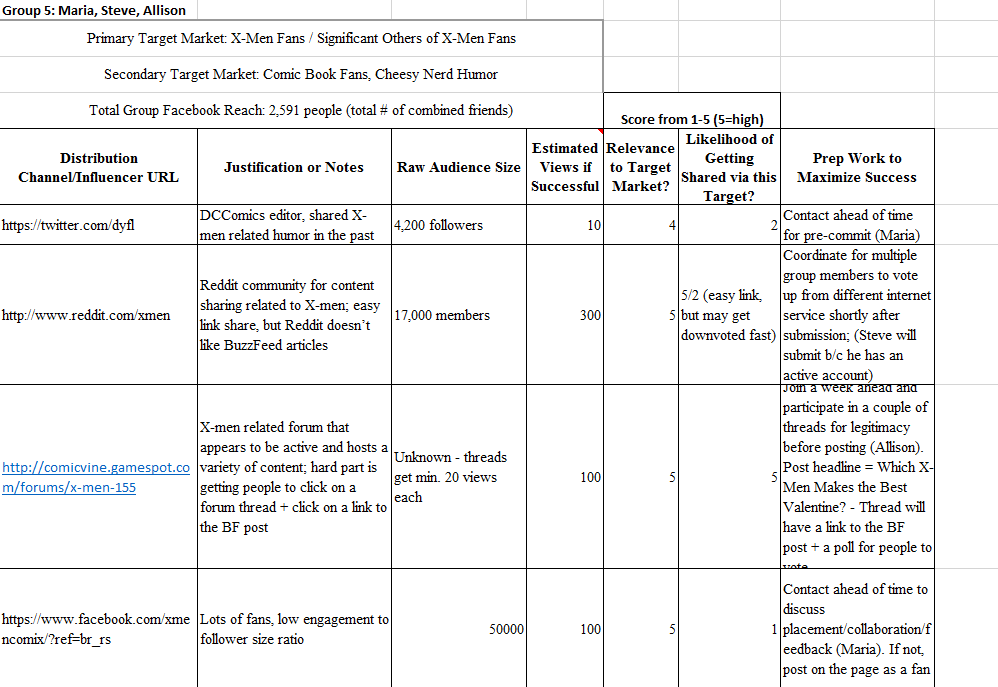 Group 5: Maria, Steve, Allison
Primary Target Market: X-Men Fans / Significant Others of X-Men Fans
Secondary Target Market: Comic Book Fans, Cheesy Nerd Humor
Total Group Facebook Reach: 2,591 people (total # of combined friends)
Score from 1-5 (5=high)
Distribution
Channel/Influencer URL
Justification or Notes
Raw Audience Size
Estimated
Views if
Successful
Relevance
to Target
Market?
Likelihood of
Getting
Shared via this
Target?
Prep Work to
Maximize Success
https://twitter.com/dyfl
DCComics editor, shared X-
men related humor in the past
4,200 followers
10
4
2
Contact ahead of time
for pre-commit (Maria)
http://www.reddit.com/xmen
Reddit community for content
sharing related to X-men; easy
link share, but Reddit doesn’t
like BuzzFeed articles
17,000 members
300
5
5/2 (easy link,
but may get
downvoted fast)
Coordinate for multiple
group members to vote
up from different internet
service shortly after
submission; (Steve will
submit b/c he has an
active account)
http://comicvine.gamespot.co
m/forums/x-men-155
X-men related forum that
appears to be active and hosts a
variety of content; hard part is
getting people to click on a
forum thread + click on a link to
the BF post
Unknown - threads
get min. 20 views
each
100
5
5
Join a week ahead and
participate in a couple of
threads for legitimacy
before posting (Allison).
Post headline = Which X-
Men Makes the Best
Valentine? - Thread will
have a link to the BF
post + a poll for people to
vote
https://www.facebook.com/xme
ncomix/?ref=br_rs
Lots of fans, low engagement to
follower size ratio
50000
100
5
1
Contact ahead of time to
discuss
placement/collaboration/f
eedback (Maria). If not,
post on the page as a fan